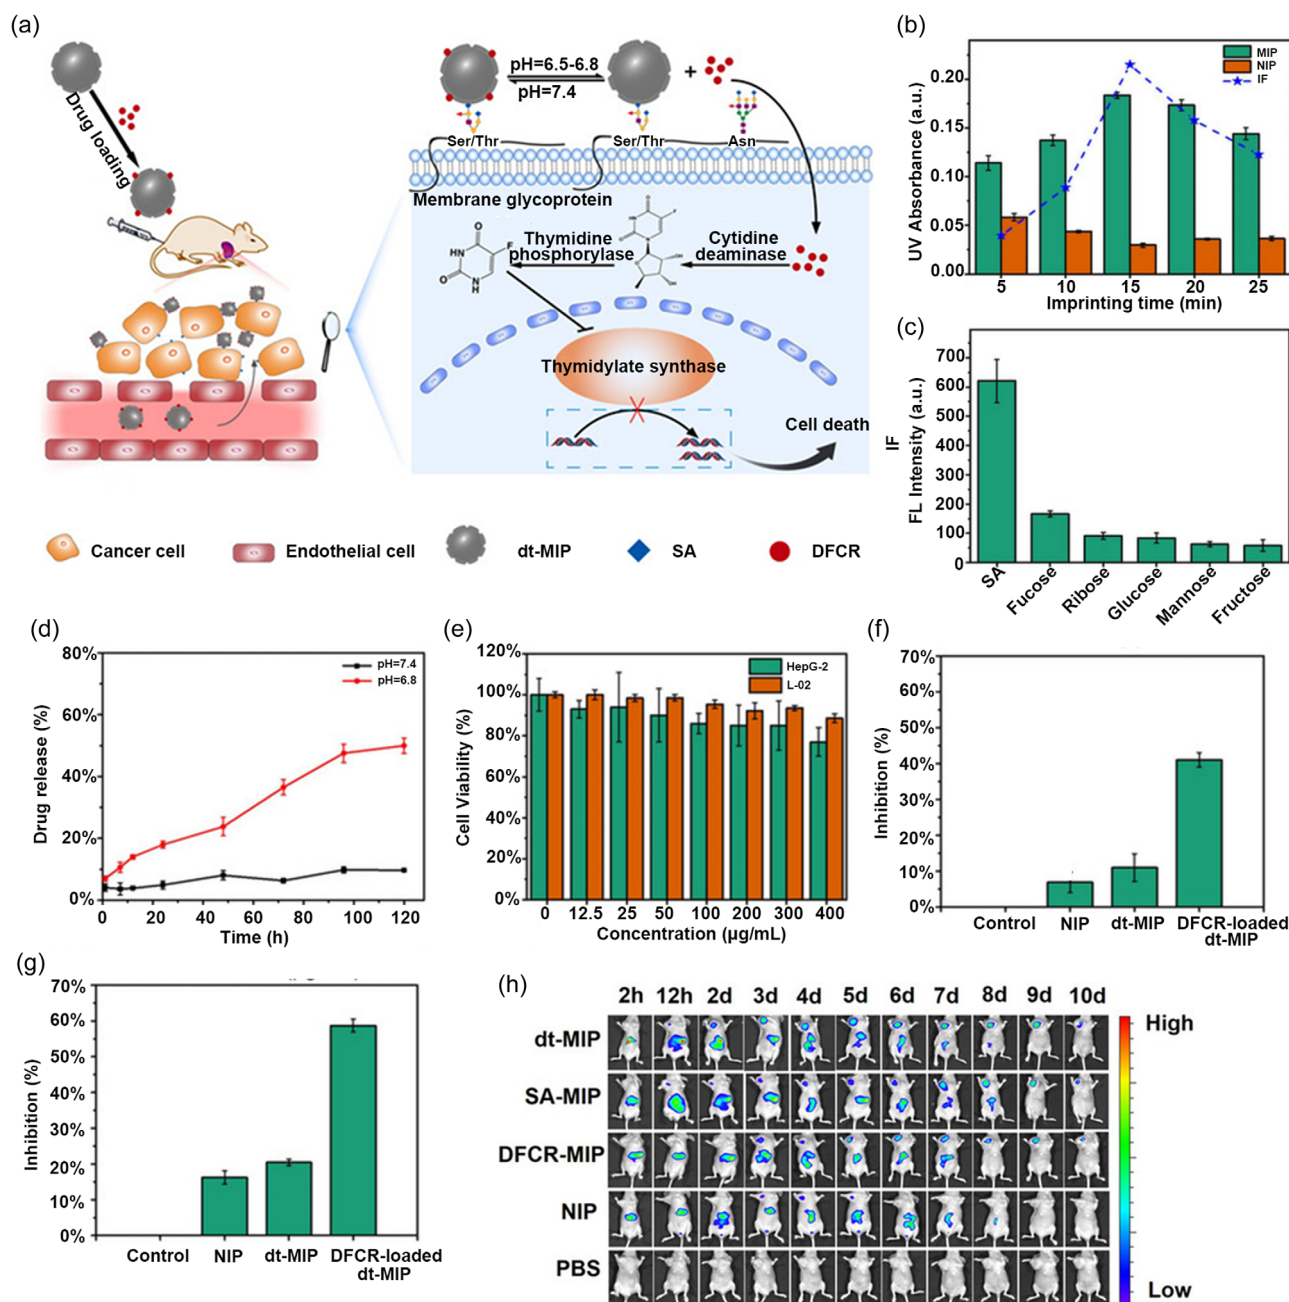 (a)
Drug loading
pH=6.5-6.8
pH=7.4
+
Ser/Thr
Ser/Thr
Asn
Membrane glycoprotein
O
HN
F
O
N
H
Thymidine
phosphorylase
Cytidine
deaminase
Thymidylate synthase
Cell death
Cancer cell
Endothelial cell
dt-MIP
SA
DFCR
(b)
MIP
NIP
IF
UV Absorbance (a.u.)
0.20
0.15
0.10
0.05
0.00
5 10 15 20 25
Imprinting time (min)
(c)
IF
FL Intensity (a.u.)
700
600
500
400
300
200
100
0
SA
Fucose
Ribose
Glucose
Mannose
Fructose
(d)
Drug release (%)
80%
60%
40%
20%
0%
pH=7.4
pH=6.8
0 20 40 60 80 100 120
Time (h)
(e)
Cell Viability (%)
120%
100%
80%
60%
40%
20%
0%
HepG-2
L-02
0 12.5 25 50 100 200 300 400
Concentration (μg/mL)
(f)
Inhibition (%)
70%
60%
50%
40%
30%
20%
10%
0%
Control NIP dt-MIP DFCR-loaded
dt-MIP
(g)
Inhibition (%)
70%
60%
50%
40%
30%
20%
10%
0%
Control NIP dt-MIP DFCR-loaded
dt-MIP
(h)
2h 12h 2d 3d 4d 5d 6d 7d 8d 9d 10d
dt-MIP
SA-MIP
DFCR-MIP
NIP
PBS
High
Low